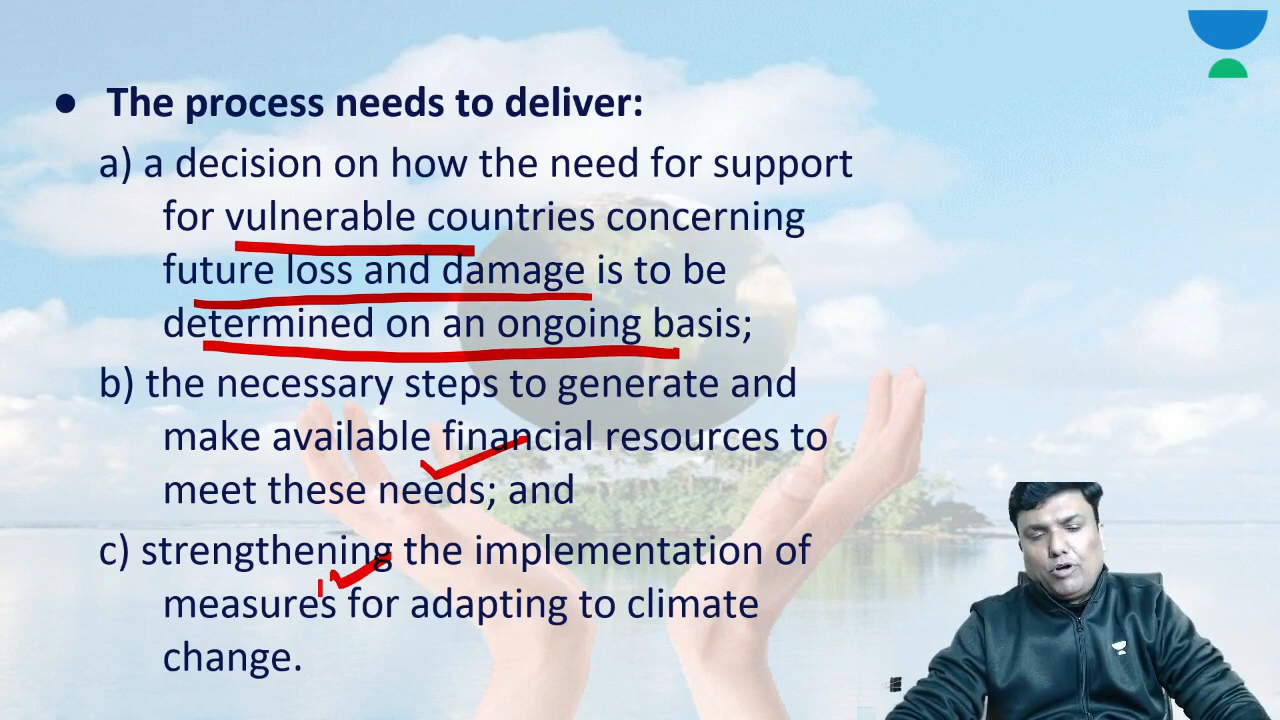 ● The process needs to deliver:
a) a decision on how the need for support
for vulnerable countries concerning
future loss and damage is to be
determined on an ongoing basis;
b) the necessary steps to generate and
make available financial resources to
meet these needs; and
c) strengthening the implementation of
measures for adapting to climate
change.